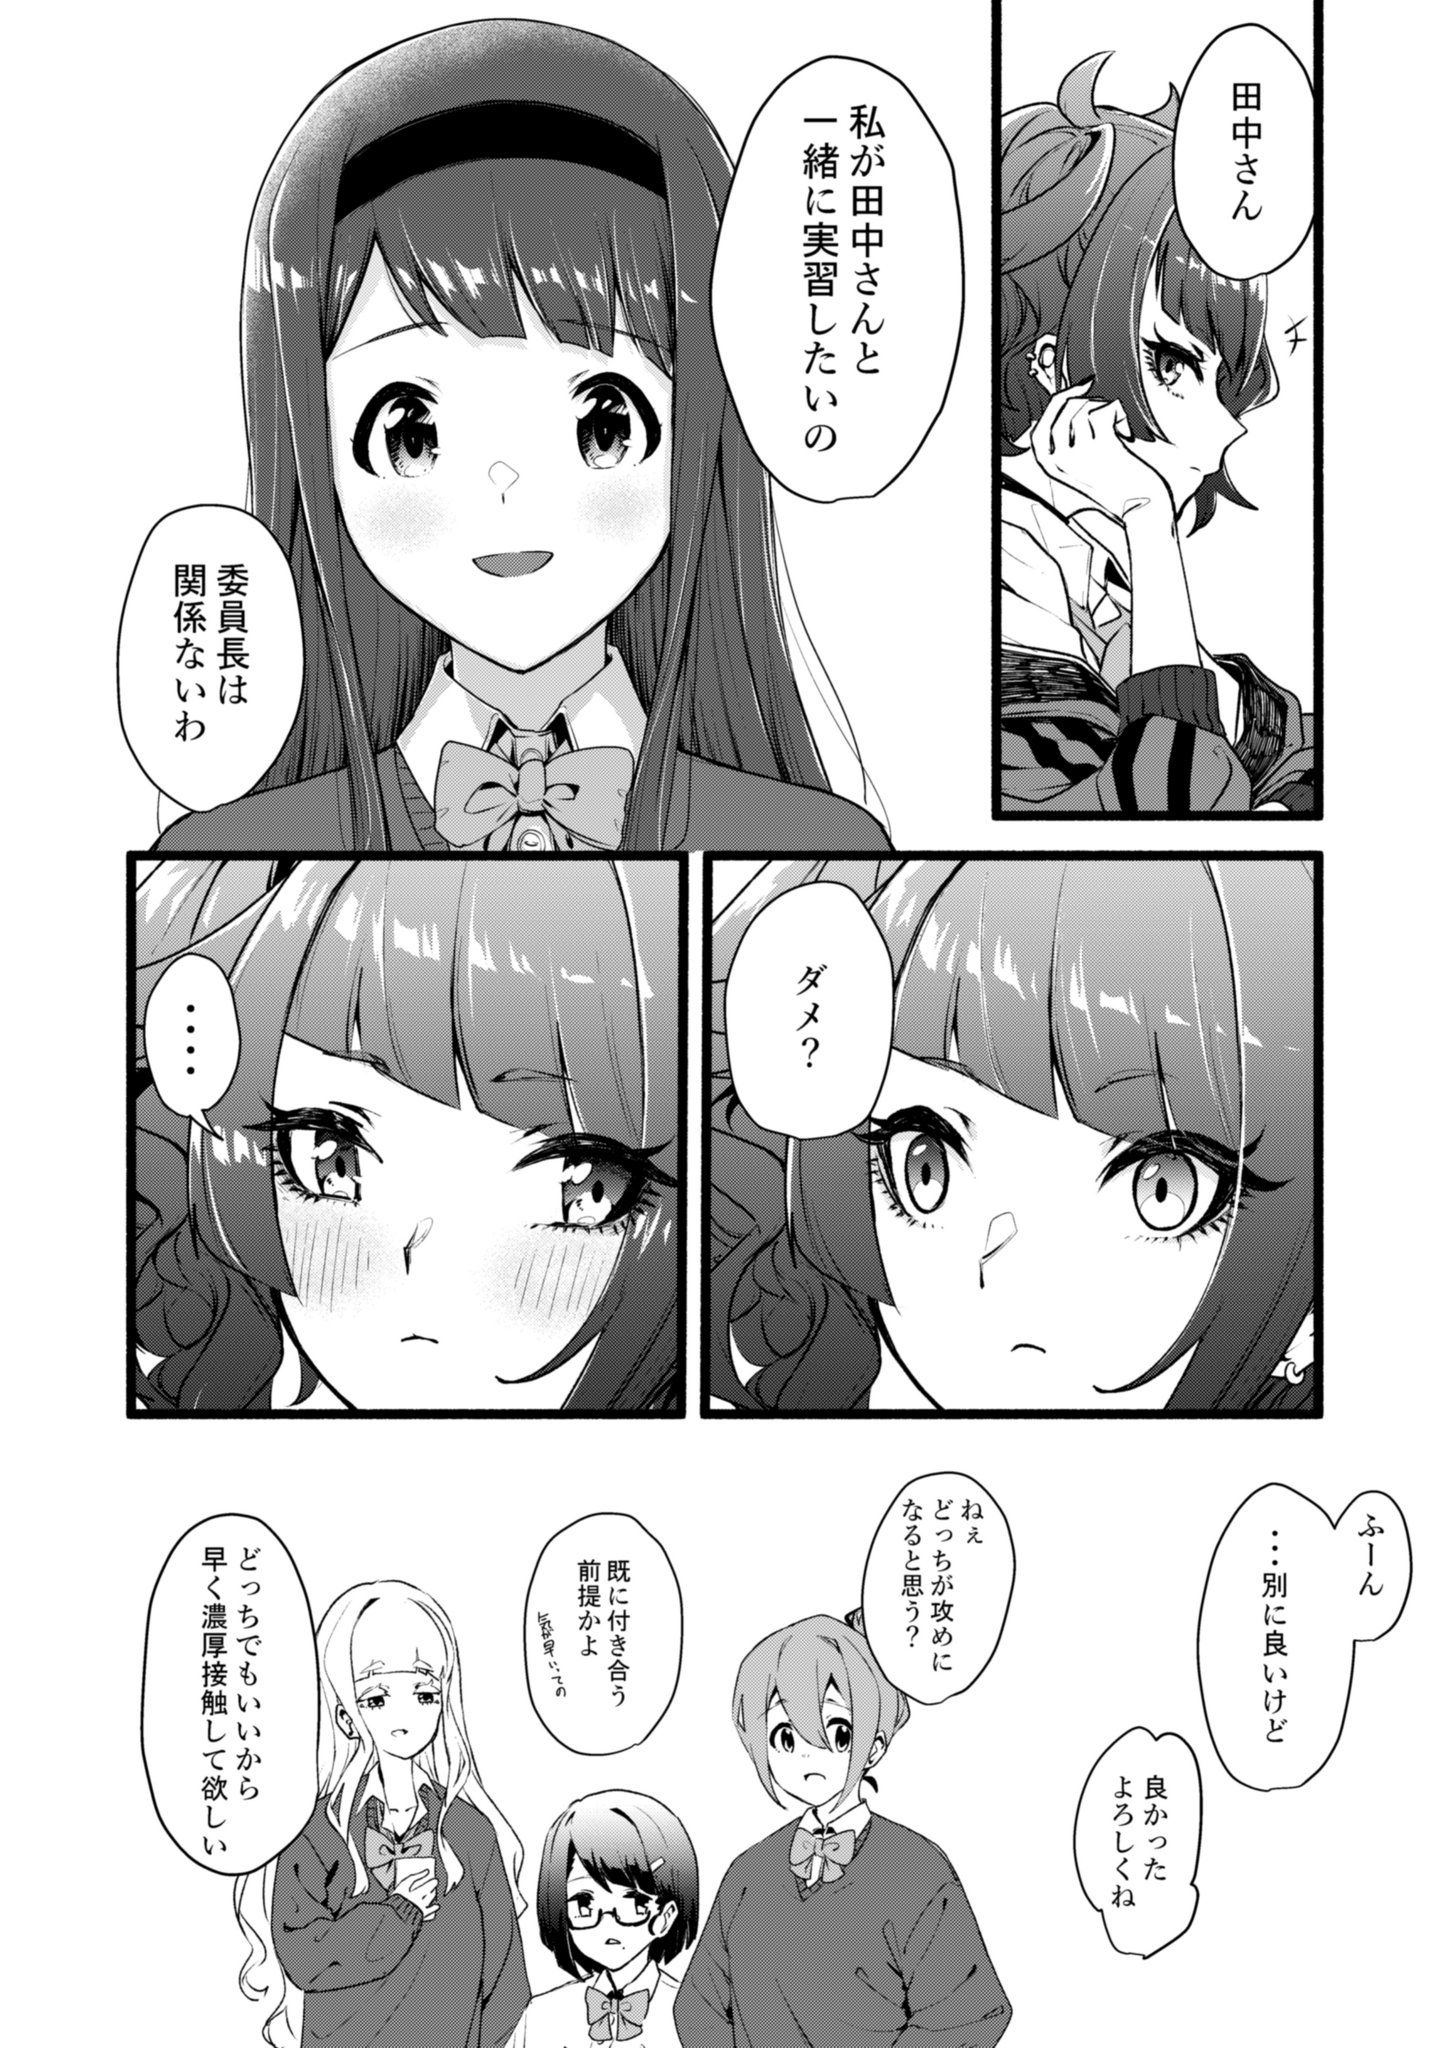 田中さん
チ
私が田中さんと
一緒に実習したいの
委員長は
関係ないわ
ダメ?
・・・・
ふーん
・・・別に良いけど
良かった
よろしくね
ねぇ
どっちが攻めに
なると思う?
既に付き合う
前提かよ
気が早いっての
どっちでもいいから
早く濃厚接触して欲しい